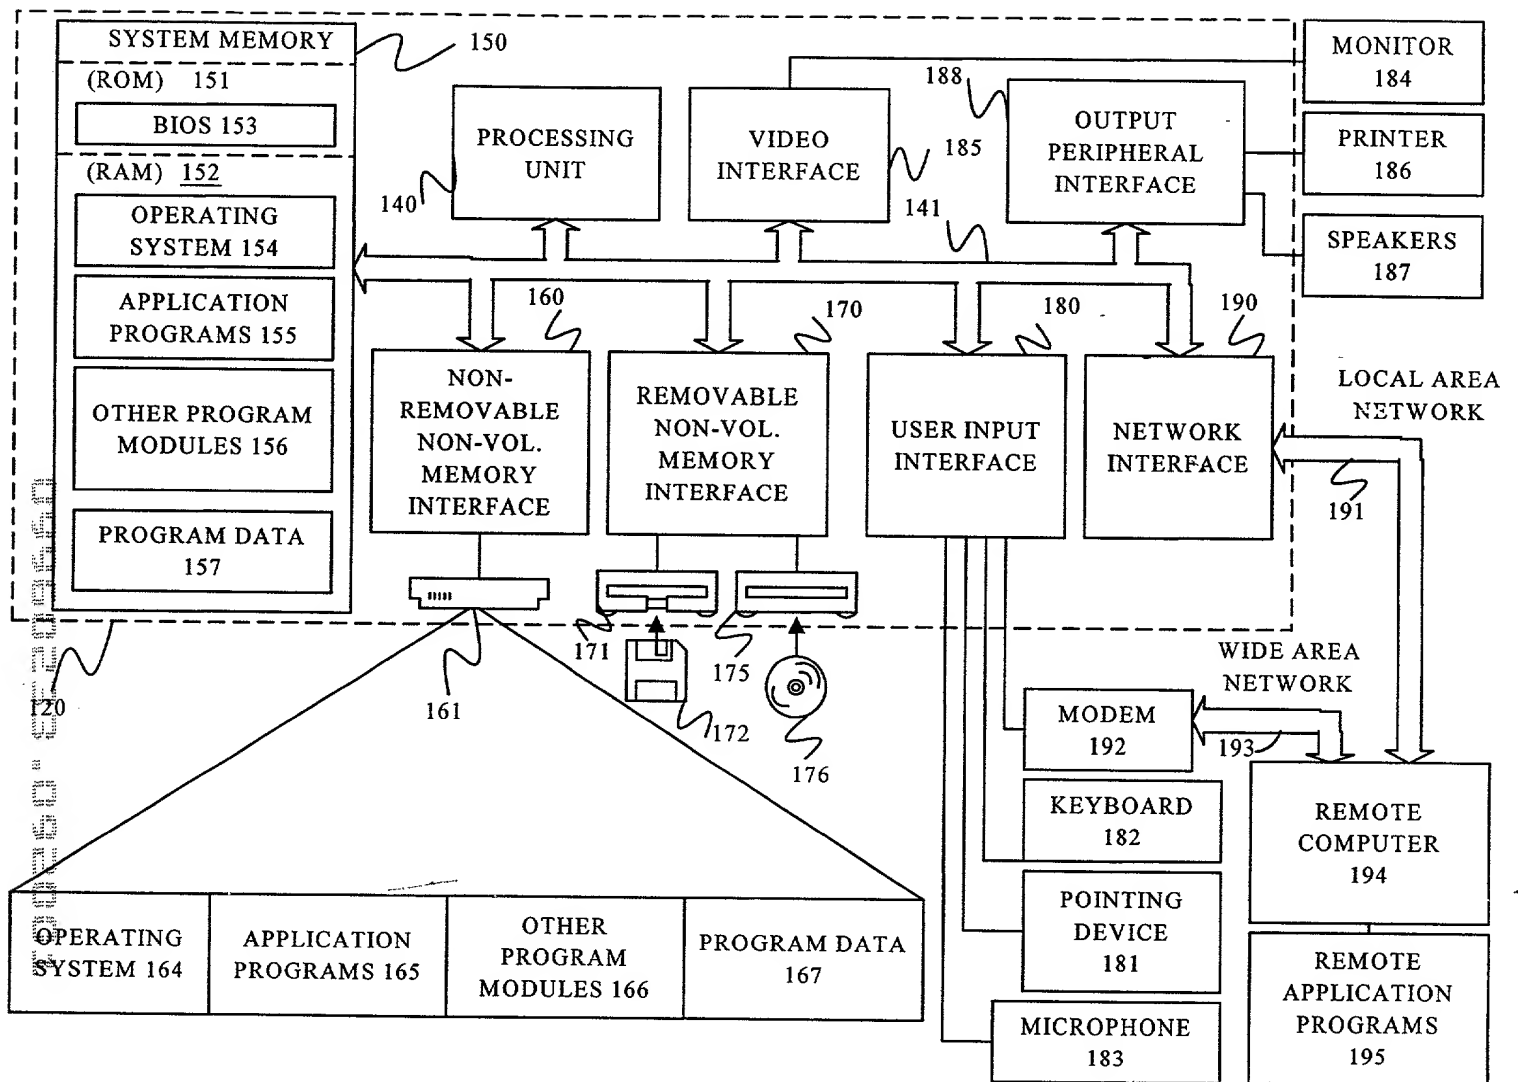 SYSTEM MEMORY
150
(ROM) 151
BIOS 153
(RAM) 152
OPERATING
SYSTEM 154
APPLICATION
PROGRAMS 155
OTHER PROGRAM
MODULES 156
PROGRAM DATA
157
120
PROCESSING
UNIT
140
VIDEO
INTERFACE
185
188
OUTPUT
PERIPHERAL
INTERFACE
141
MONITOR
184
PRINTER
186
SPEAKERS
187
160
NON-
REMOVABLE
NON-VOL.
MEMORY
INTERFACE
170
REMOVABLE
NON-VOL.
MEMORY
INTERFACE
180
USER INPUT
INTERFACE
190
NETWORK
INTERFACE
LOCAL AREA
NETWORK
191
161
171
172
175
176
WIDE AREA
NETWORK
193
MODEM
192
KEYBOARD
182
POINTING
DEVICE
181
MICROPHONE
183
REMOTE
COMPUTER
194
REMOTE
APPLICATION
PROGRAMS
195
OPERATING
SYSTEM 164
APPLICATION
PROGRAMS 165
OTHER
PROGRAM
MODULES 166
PROGRAM DATA
167